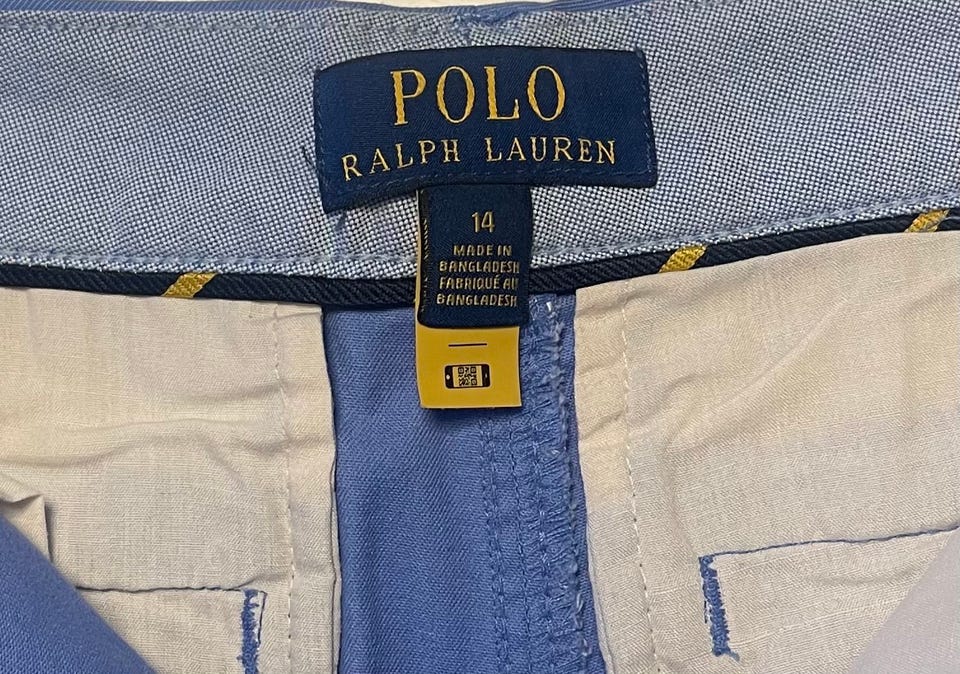 POLO
RALPH LAUREN
14
MADE IN
BANGLADESH
FABRIQUÉ AU
BANGLADESH